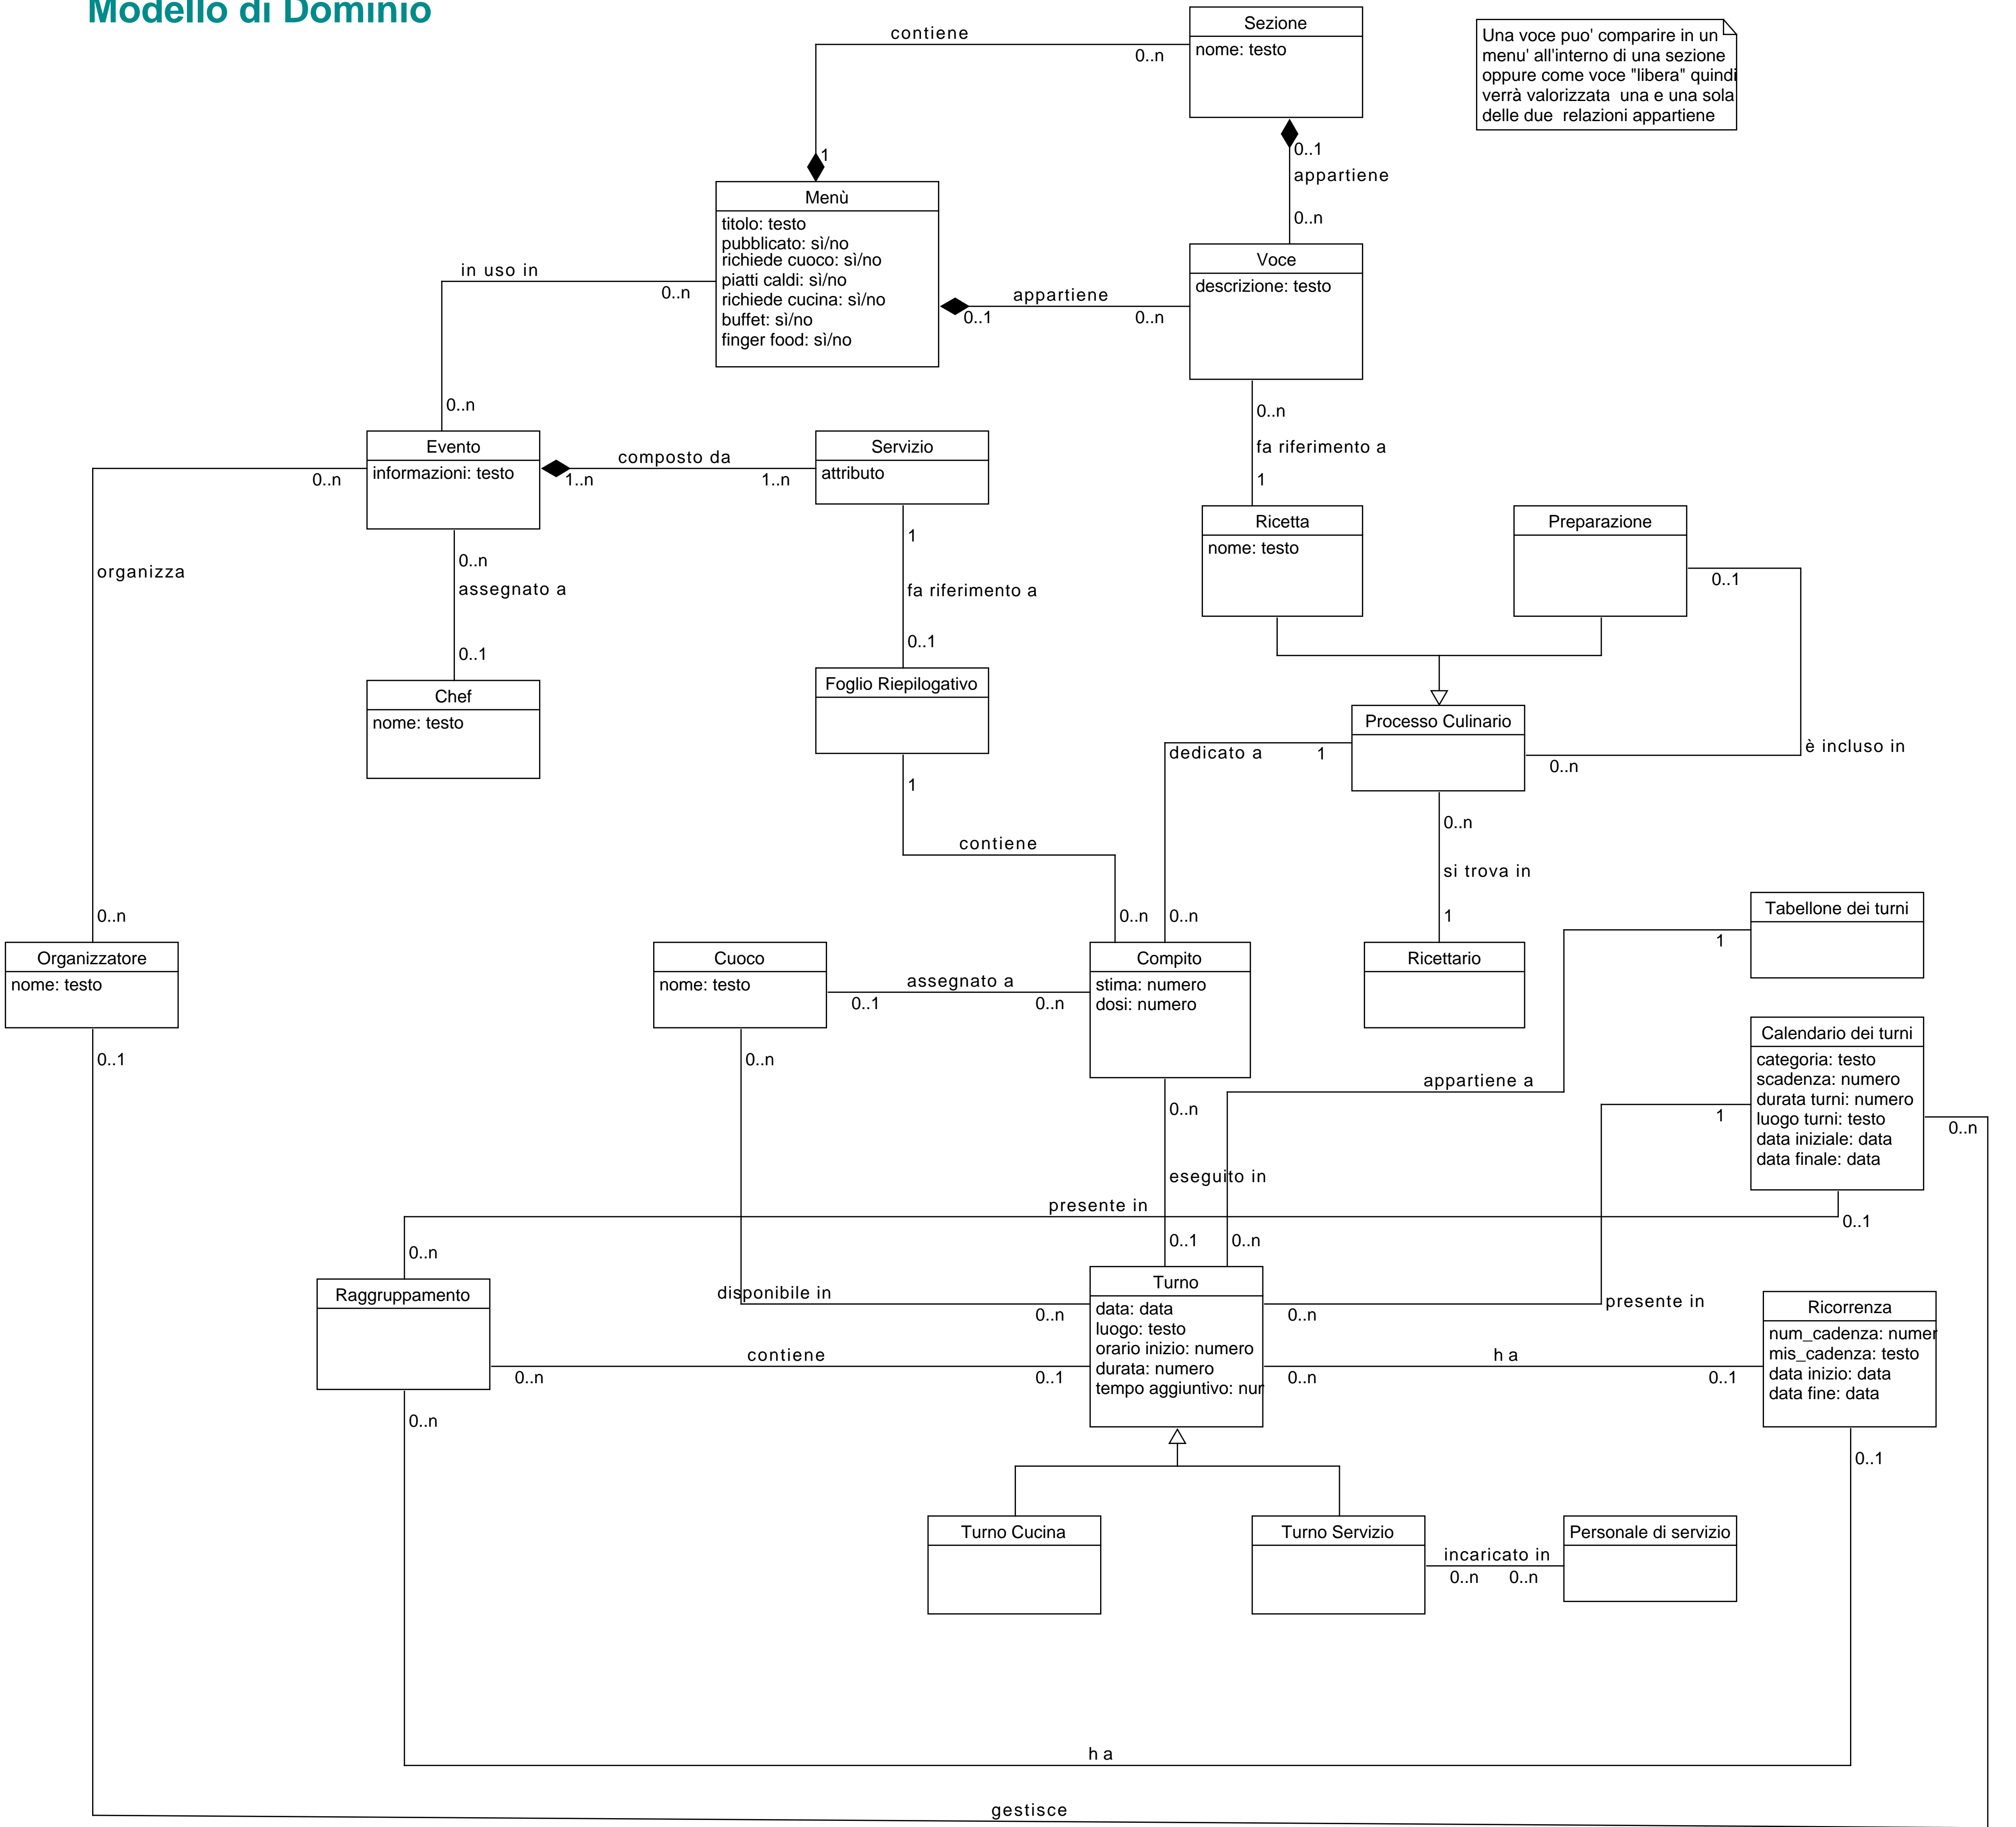 Modello di Dominio
contiene
0..n
1
Sezione
nome: testo
Una voce puo' comparire in un
menu' all'interno di una sezione
oppure come voce "libera" quindi
verrà valorizzata una e una sola
delle due relazioni appartiene
0..1
appartiene
0..n
Menù
titolo: testo
pubblicato: sì/no
richiede cuoco: sì/no
piatti caldi: sì/no
richiede cucina: sì/no
buffet: sì/no
finger food: sì/no
in uso in
0..n
0..n
appartiene
0..1
0..n
Voce
descrizione: testo
0..n
fa riferimento a
1
Evento
informazioni: testo
0..n
composto da
1..n
1..n
Servizio
attributo
organizza
0..n
assegnato a
0..1
1
fa riferimento a
0..1
Ricetta
nome: testo
Preparazione
0..1
è incluso in
0..n
Chef
nome: testo
Foglio Riepilogativo
1
contiene
0..n
Processo Culinario
dedicato a
1
0..n
0..n
si trova in
1
0..n
Organizzatore
nome: testo
0..1
Cuoco
nome: testo
assegnato a
0..1
0..n
Compito
stima: numero
dosi: numero
Ricettario
Tabellone dei turni
1
appartiene a
0..n
Calendario dei turni
categoria: testo
scadenza: numero
durata turni: numero
luogo turni: testo
data iniziale: data
data finale: data
1
0..n
0..1
0..n
disponibile in
0..n
0..n
eseguito in
0..1
presente in
0..n
Raggruppamento
contiene
0..n
0..1
Turno
data: data
luogo: testo
orario inizio: numero
durata: numero
tempo aggiuntivo: nur
0..n
presente in
ha
0..n
0..1
Ricorrenza
num_cadenza: numer
mis_cadenza: testo
data inizio: data
data fine: data
0..n
0..1
Turno Cucina
Turno Servizio
incaricato in
0..n
0..n
Personale di servizio
ha
gestisce